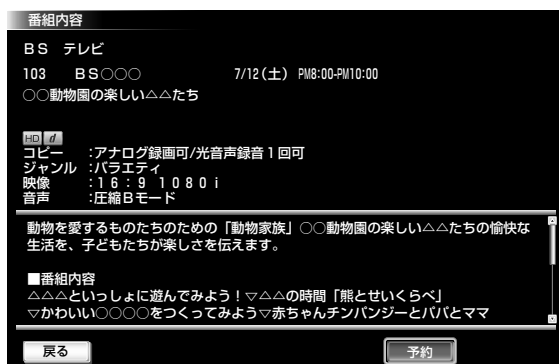 番組内容
BS テレビ
103 BS○○○ 7/12(土) PM8:00-PM10:00
○○動物園の楽しい△△たち
HD d
コピー :アナログ録画可/光音声録音1回可
ジャンル :バラエティ
映像 :16:9 1080i
音声 :圧縮Bモード
動物を愛するものたちのための「動物家族」○○動物園の楽しい△△たちの愉快な
生活を、子どもたちが楽しさを伝えます。
■番組内容
△△△といっしょに遊んでみよう!▽△△の時間「熊とせいくらべ」
▽かわいい○○○○をつくってみよう▽赤ちゃんチンパンジーとパパとママ
戻る 予約